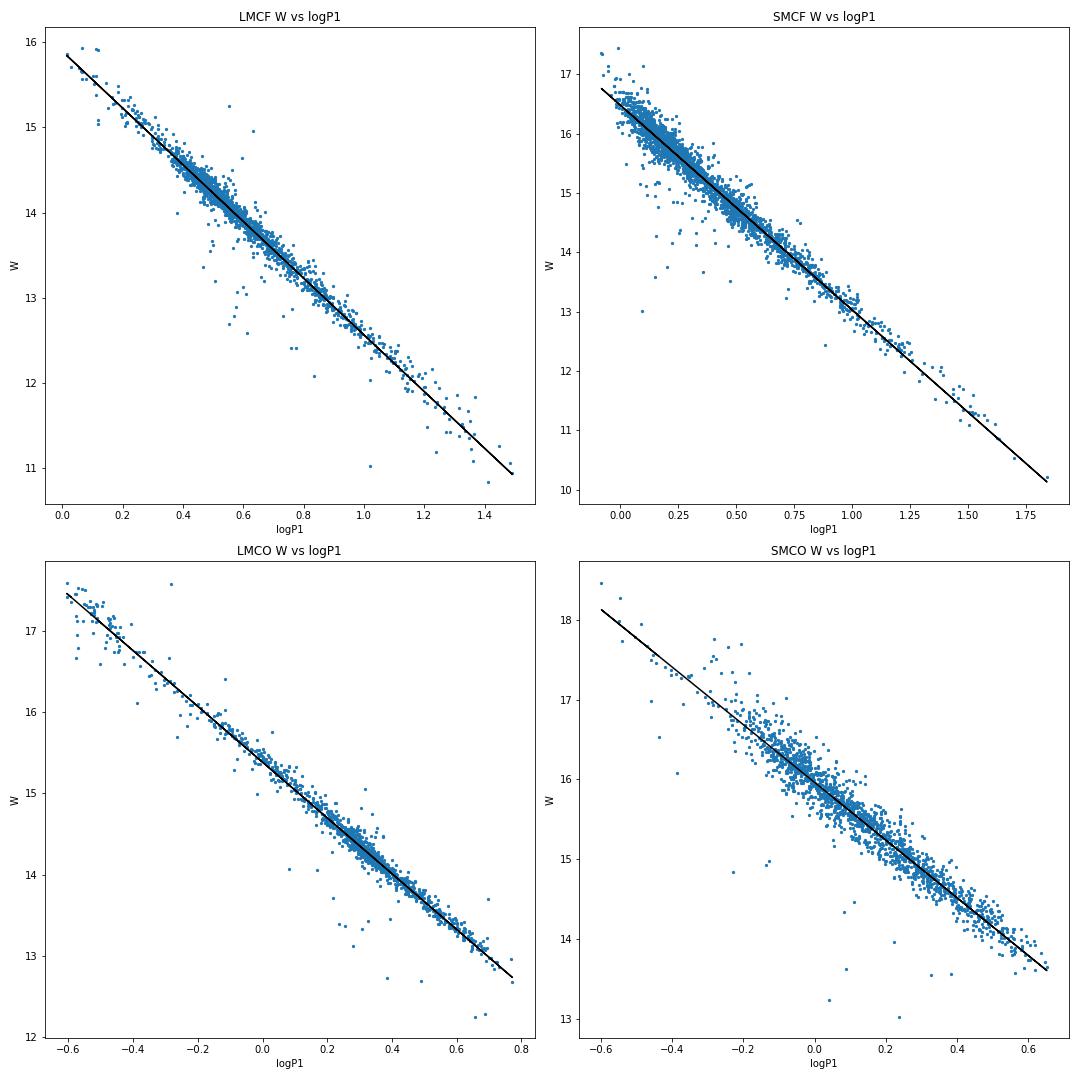 LMCF W vs logP1
16
15
14
13
12
11
W
0.0 0.2 0.4 0.6 0.8 1.0 1.2 1.4
logP1
SMCF W vs logP1
17
16
15
14
13
12
11
10
W
0.00 0.25 0.50 0.75 1.00 1.25 1.50 1.75
logP1
LMCO W vs logP1
17
16
15
14
13
12
W
−0.6 −0.4 −0.2 0.0 0.2 0.4 0.6 0.8
logP1
SMCO W vs logP1
18
17
16
15
14
13
W
−0.6 −0.4 −0.2 0.0 0.2 0.4 0.6
logP1